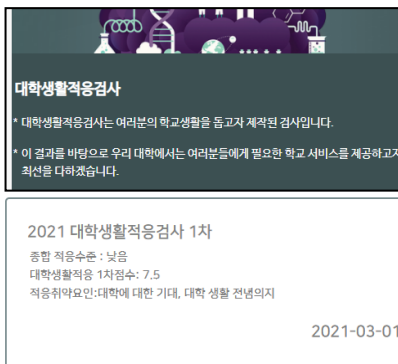 대학생활적응검사
* 대학생활적응검사는 여러분의 학교생활을 돕고자 제작된 검사입니다.
* 이 결과를 바탕으로 우리 대학에서는 여러분들에게 필요한 학교 서비스를 제공하고자
최선을 다하겠습니다.
2021 대학생활적응검사 1차
종합 적응수준 : 낮음
대학생활적응 1차점수: 7.5
적응취약요인:대학에 대한 기대, 대학 생활 전념의지
2021-03-01